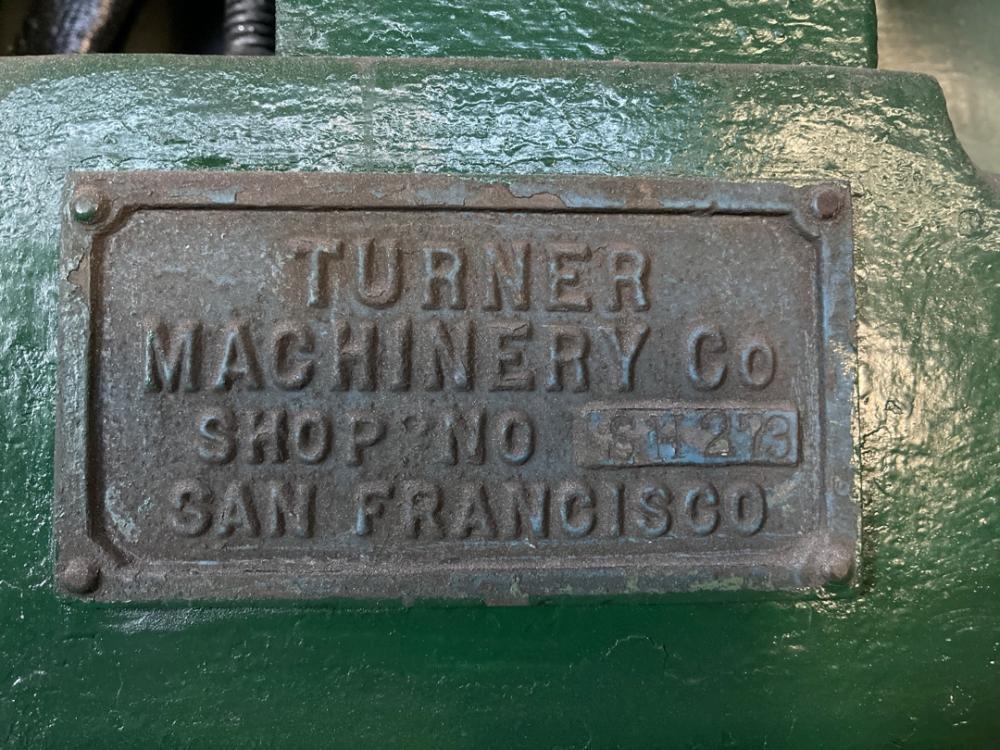 TURNER
MACHINERY Co
SHOP NO SH273
SAN FRANCISCO